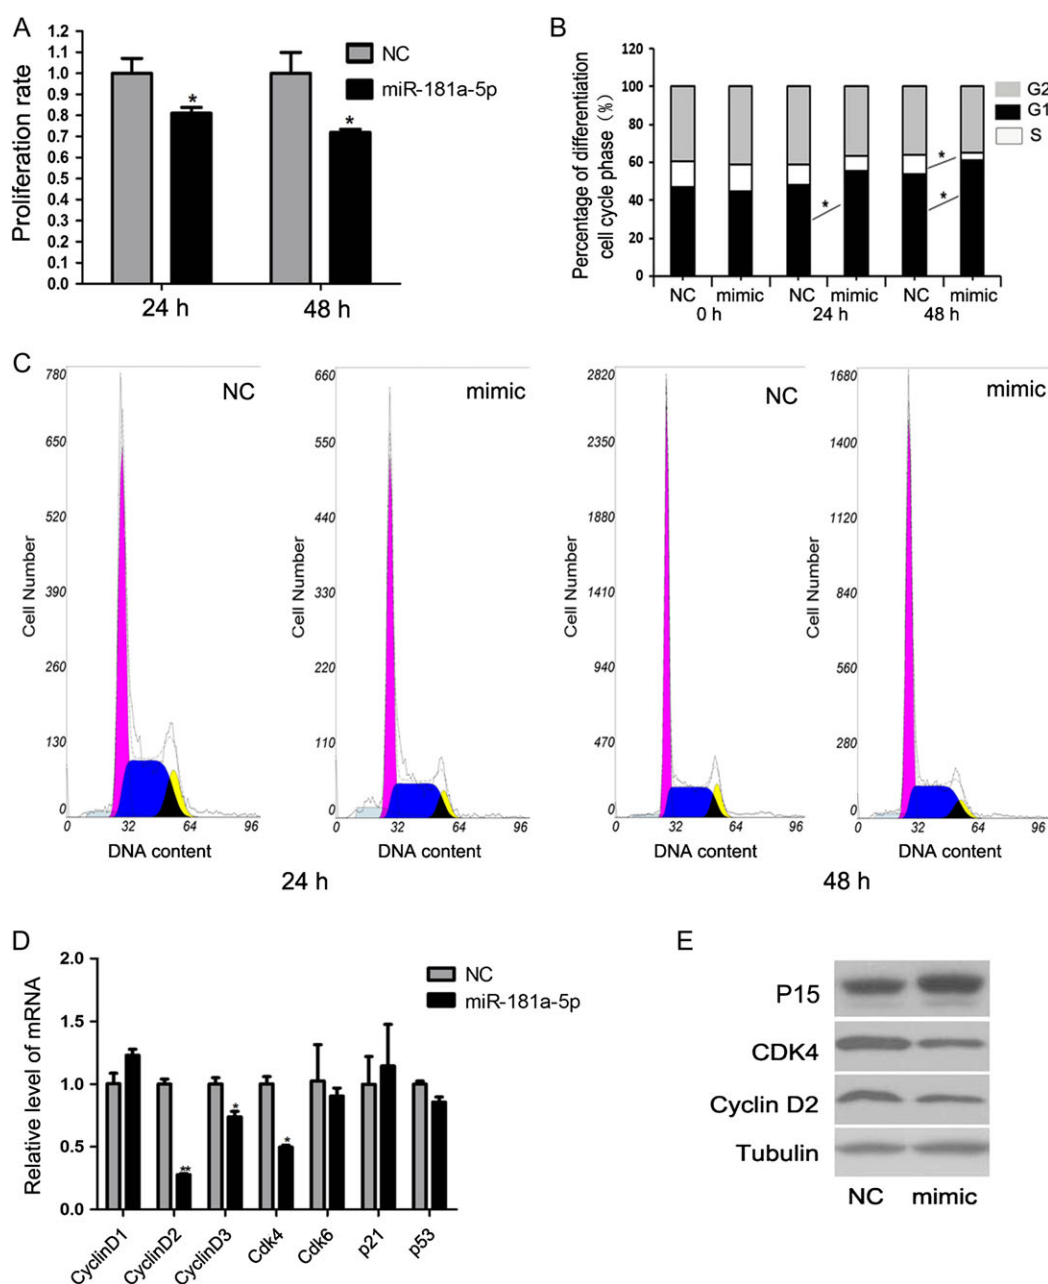 A
Proliferation rate
1.2
1.1
1.0
0.9
0.8
0.7
0.6
0.5
0.4
0.3
0.2
0.1
0.0
NC
miR-181a-5p
*
*
24 h
48 h
B
Percentage of differentiation
cell cycle phase (%)
120
100
80
60
40
20
0
G2
G1
S
*
*
*
NC mimic NC mimic NC mimic
0 h 24 h 48 h
C
NC
Cell Number
780
650
520
390
260
130
0
0 32 64 96
DNA content
mimic
Cell Number
660
550
440
330
220
110
0
0 32 64 96
DNA content
24 h
NC
Cell Number
2820
2350
1880
1410
940
470
0
0 32 64 96
DNA content
mimic
Cell Number
1680
1400
1120
840
560
280
0
0 32 64 96
DNA content
48 h
D
Relative level of mRNA
2.0
1.5
1.0
0.5
0.0
NC
miR-181a-5p
**
*
*
CyclinD1
CyclinD2
CyclinD3
Cdk4
Cdk6
p21
p53
E
P15
CDK4
Cyclin D2
Tubulin
NC mimic